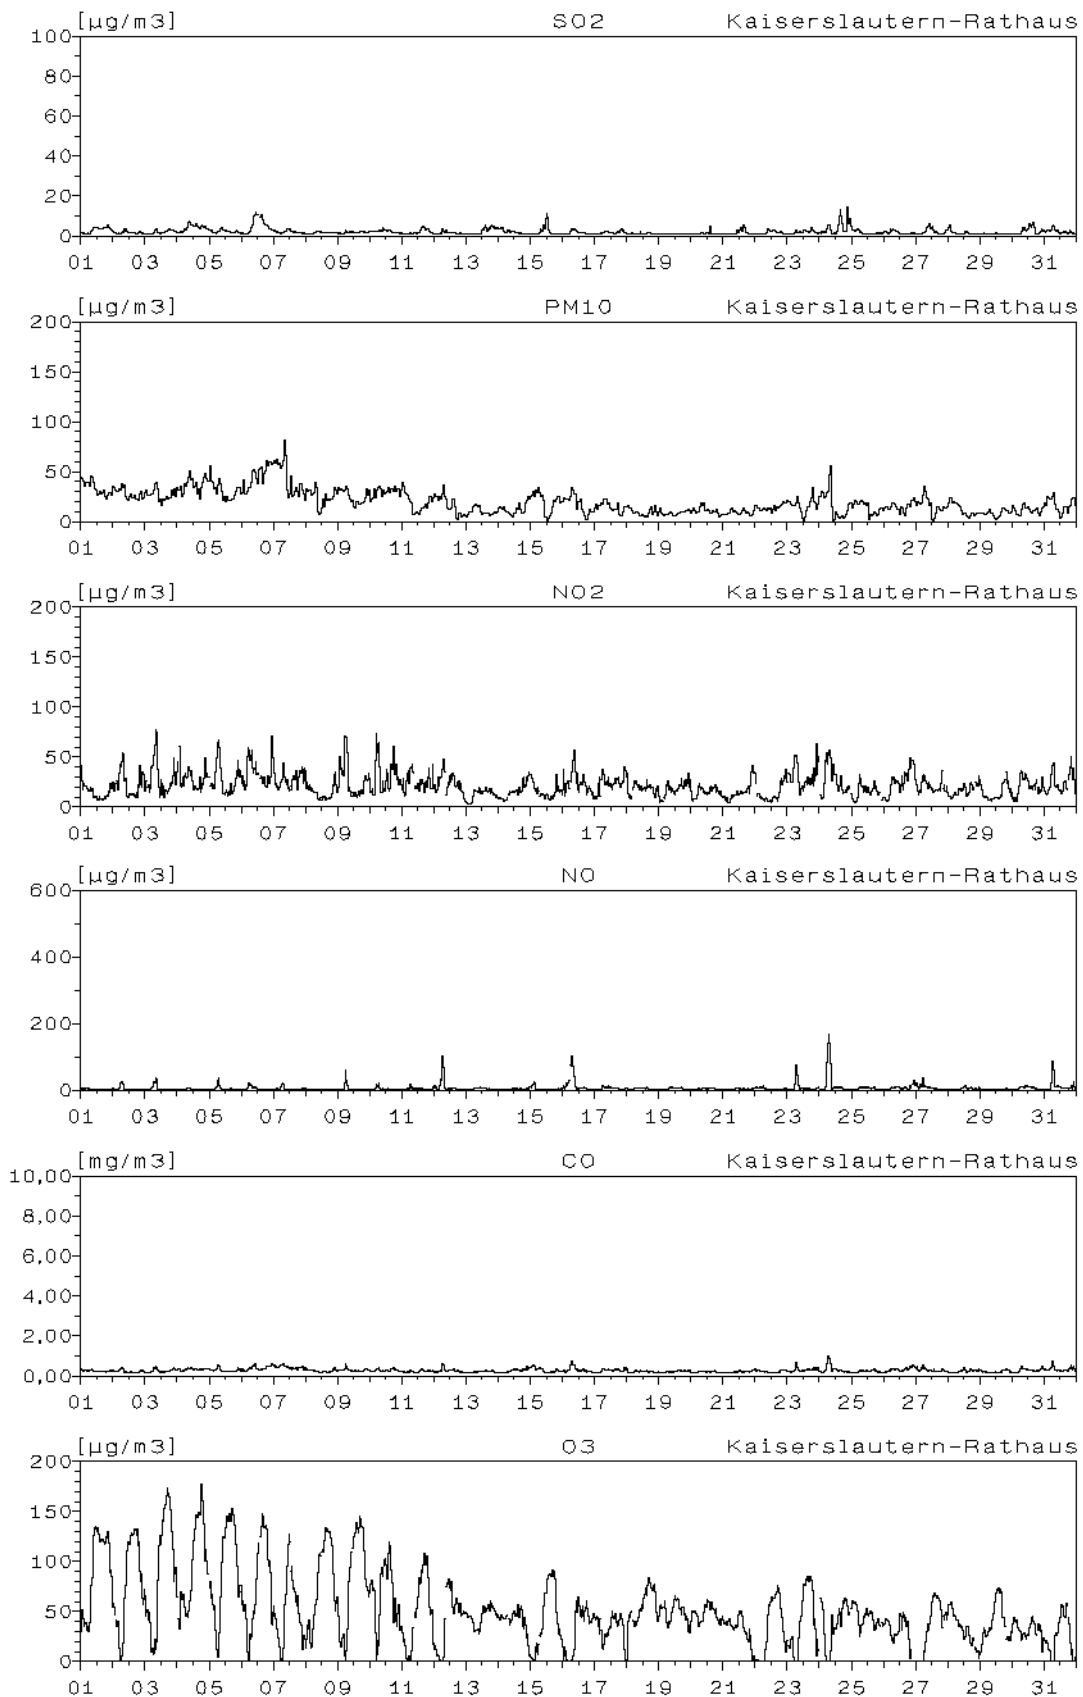 [µg/m3] SO2 Kaiserslautern-Rathaus
100
80
60
40
20
0
01 03 05 07 09 11 13 15 17 19 21 23 25 27 29 31
[µg/m3] PM10 Kaiserslautern-Rathaus
200
150
100
50
0
01 03 05 07 09 11 13 15 17 19 21 23 25 27 29 31
[µg/m3] NO2 Kaiserslautern-Rathaus
200
150
100
50
0
01 03 05 07 09 11 13 15 17 19 21 23 25 27 29 31
[µg/m3] NO Kaiserslautern-Rathaus
600
400
200
0
01 03 05 07 09 11 13 15 17 19 21 23 25 27 29 31
[mg/m3] CO Kaiserslautern-Rathaus
10,00
8,00
6,00
4,00
2,00
0,00
01 03 05 07 09 11 13 15 17 19 21 23 25 27 29 31
[µg/m3] O3 Kaiserslautern-Rathaus
200
150
100
50
0
01 03 05 07 09 11 13 15 17 19 21 23 25 27 29 31